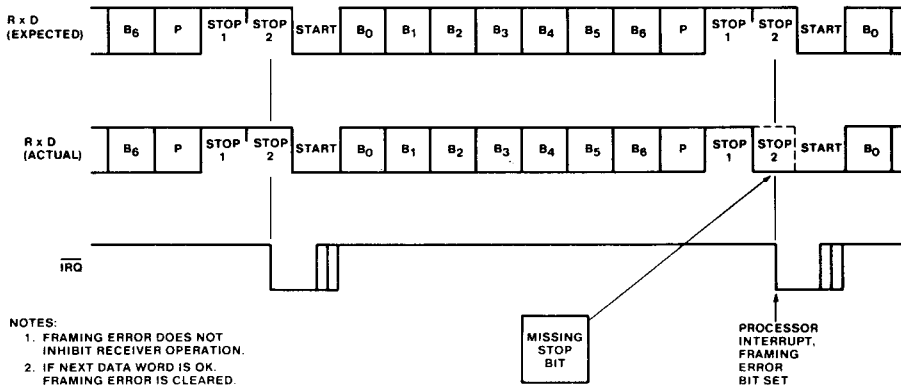 R x D
(EXPECTED)
B6 P STOP 1 STOP 2 START B0 B1 B2 B3 B4 B5 B6 P STOP 1 STOP 2 START B0
R x D
(ACTUAL)
B6 P STOP 1 STOP 2 START B0 B1 B2 B3 B4 B5 B6 P STOP 1 STOP 2 START B0
IRQ
NOTES:
1. FRAMING ERROR DOES NOT
INHIBIT RECEIVER OPERATION.
2. IF NEXT DATA WORD IS OK.
FRAMING ERROR IS CLEARED.
MISSING
STOP
BIT
PROCESSOR
INTERRUPT,
FRAMING
ERROR
BIT SET